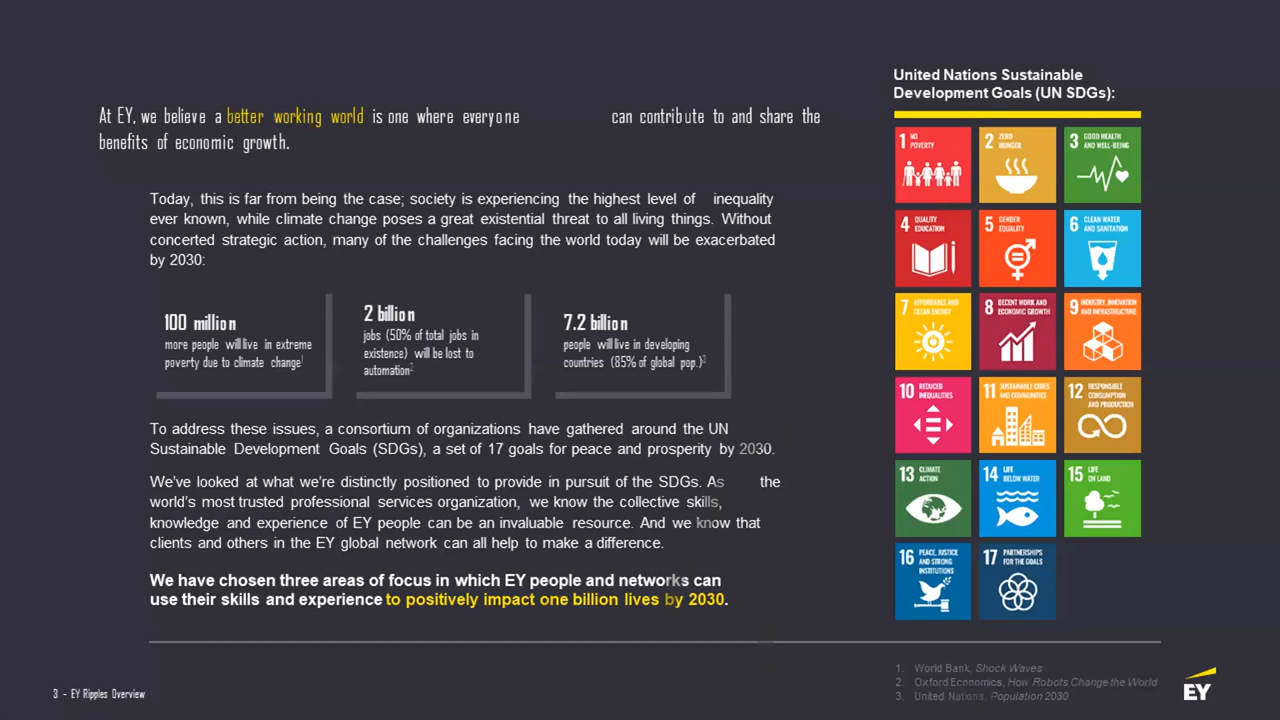 At EY, we believe a better working world is one where everyone can contribute to and share the
benefits of economic growth.
Today, this is far from being the case; society is experiencing the highest level of inequality
ever known, while climate change poses a great existential threat to all living things. Without
concerted strategic action, many of the challenges facing the world today will be exacerbated
by 2030:
100 million
more people will live in extreme
poverty due to climate change1
2 billion
jobs (50% of total jobs in
existence) will be lost to
automation2
7.2 billion
people will live in developing
countries (85% of global pop.)3
To address these issues, a consortium of organizations have gathered around the UN
Sustainable Development Goals (SDGs), a set of 17 goals for peace and prosperity by 2030.
We've looked at what we're distinctly positioned to provide in pursuit of the SDGs. As the
world's most trusted professional services organization, we know the collective skills,
knowledge and experience of EY people can be an invaluable resource. And we know that
clients and others in the EY global network can all help to make a difference.
We have chosen three areas of focus in which EY people and networks can
use their skills and experience to positively impact one billion lives by 2030.
United Nations Sustainable
Development Goals (UN SDGs):
1 NO
POVERTY
2 ZERO
HUNGER
3 GOOD HEALTH
AND WELL-BEING
4 QUALITY
EDUCATION
5 GENDER
EQUALITY
6 CLEAN WATER
AND SANITATION
7 AFFORDABLE AND
CLEAN ENERGY
8 DECENT WORK AND
ECONOMIC GROWTH
9 INDUSTRY, INNOVATION
AND INFRASTRUCTURE
10 REDUCED
INEQUALITIES
11 SUSTAINABLE CITIES
AND COMMUNITIES
12 RESPONSIBLE
CONSUMPTION
AND PRODUCTION
13 CLIMATE
ACTION
14 LIFE
BELOW WATER
15 LIFE
ON LAND
16 PEACE, JUSTICE
AND STRONG
INSTITUTIONS
17 PARTNERSHIPS
FOR THE GOALS
1. World Bank, Shock Waves
2. Oxford Economics, How Robots Change the World
3. United Nations, Population 2030
3 - EY Ripples Overview
EY